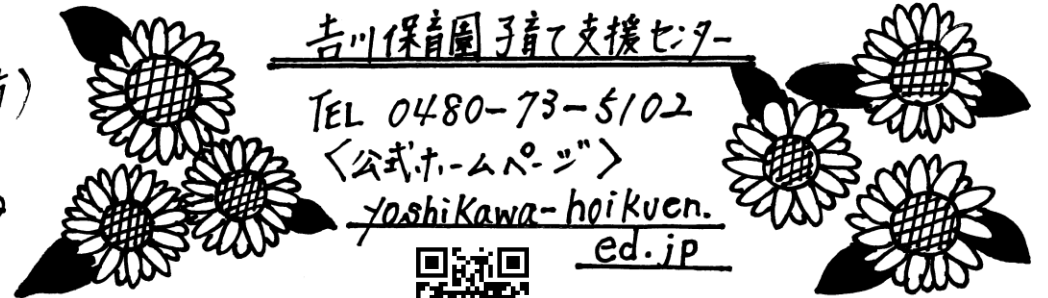 吉川保育園子育て支援センター
TEL 0480-73-5102
〈公式ホームページ〉
yoshikawa-hoikuen.
ed.jp